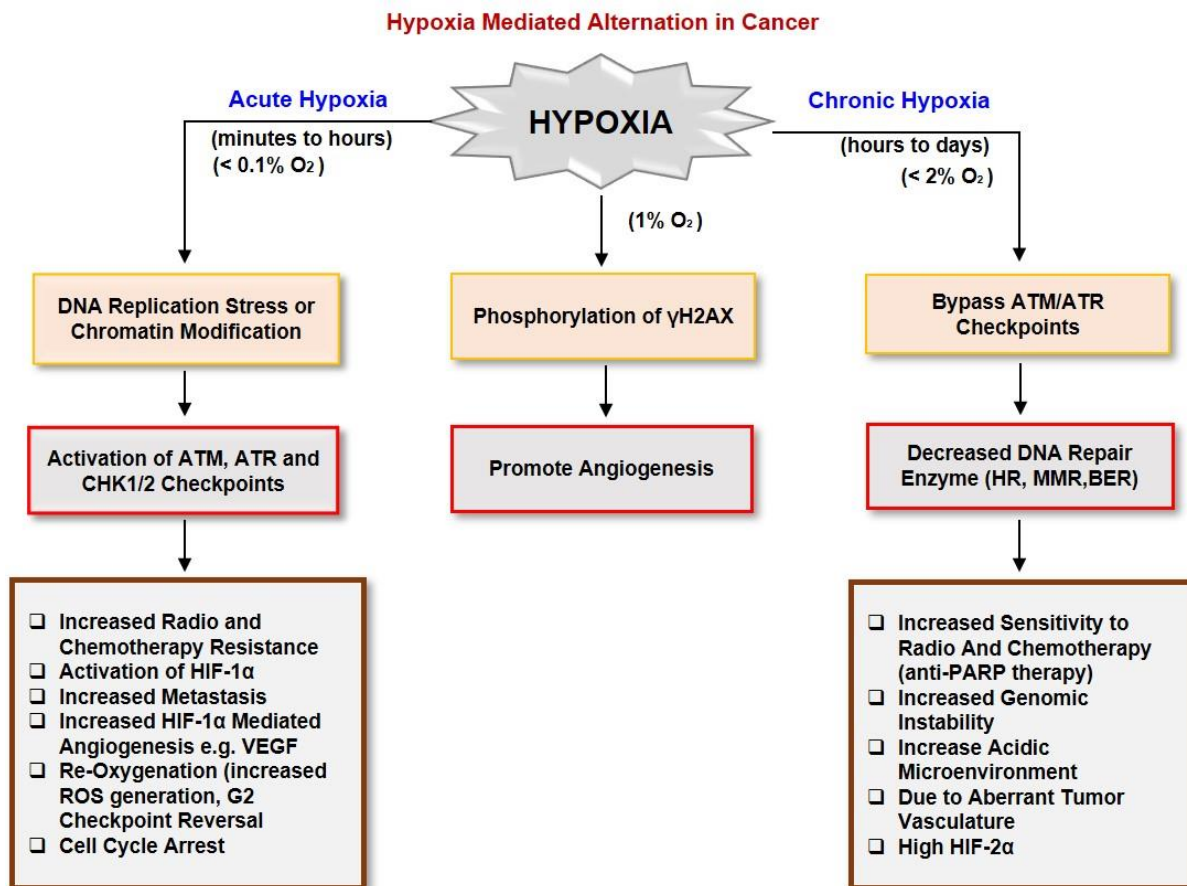 Hypoxia Mediated Alternation in Cancer
HYPOXIA
Acute Hypoxia
(minutes to hours)
(< 0.1% O₂ )
(1% O₂ )
Chronic Hypoxia
(hours to days)
(< 2% O₂ )
DNA Replication Stress or
Chromatin Modification
Phosphorylation of γH2AX
Bypass ATM/ATR
Checkpoints
Activation of ATM, ATR and
CHK1/2 Checkpoints
Promote Angiogenesis
Decreased DNA Repair
Enzyme (HR, MMR,BER)
❑ Increased Radio and
Chemotherapy Resistance
❑ Activation of HIF-1α
❑ Increased Metastasis
❑ Increased HIF-1α Mediated
Angiogenesis e.g. VEGF
❑ Re-Oxygenation (increased
ROS generation, G2
Checkpoint Reversal
❑ Cell Cycle Arrest
❑ Increased Sensitivity to
Radio And Chemotherapy
(anti-PARP therapy)
❑ Increased Genomic
Instability
❑ Increase Acidic
Microenvironment
❑ Due to Aberrant Tumor
Vasculature
❑ High HIF-2α